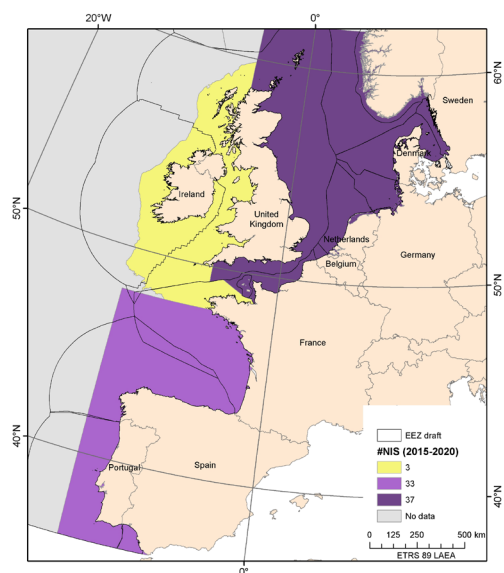 20°W
0°
60°N
Sweden
Denmark
Ireland
50°N
United
Kingdom
Netherlands
Belgium
Germany
50°N
France
40°N
Portugal
Spain
40°N
0°
EEZ draft
#NIS (2015-2020)
3
33
37
No data
0 125 250 500 km
ETRS 89 LAEA